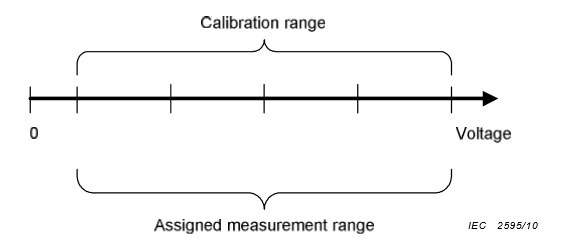 Calibration range
0
Voltage
Assigned measurement range
IEC 2595/10